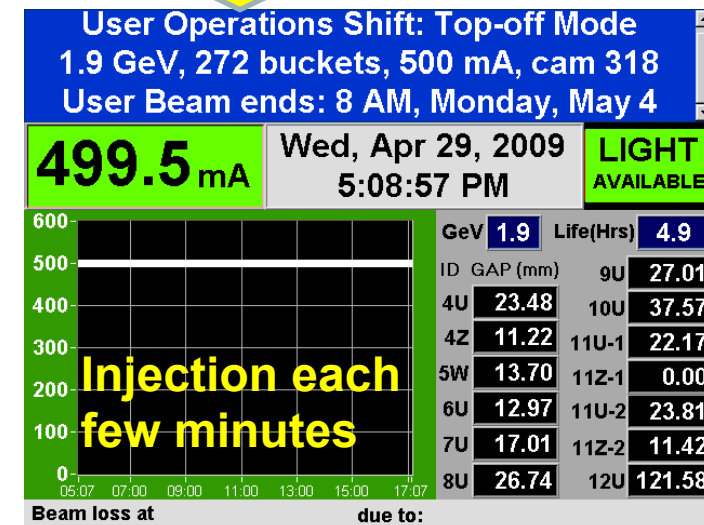 User Operations Shift: Top-off Mode
1.9 GeV, 272 buckets, 500 mA, cam 318
User Beam ends: 8 AM, Monday, May 4
499.5 mA
Wed, Apr 29, 2009
5:08:57 PM
LIGHT
AVAILABLE
600
500
400
300
200
100
0
05:07 07:00 09:00 11:00 13:00 15:00 17:07
Injection each
few minutes
GeV 1.9 Life(Hrs) 4.9
ID GAP (mm) 9U 27.01
4U 23.48 10U 37.57
4Z 11.22 11U-1 22.17
5W 13.70 11Z-1 0.00
6U 12.97 11U-2 23.81
7U 17.01 11Z-2 11.42
8U 26.74 12U 121.58
Beam loss at due to: